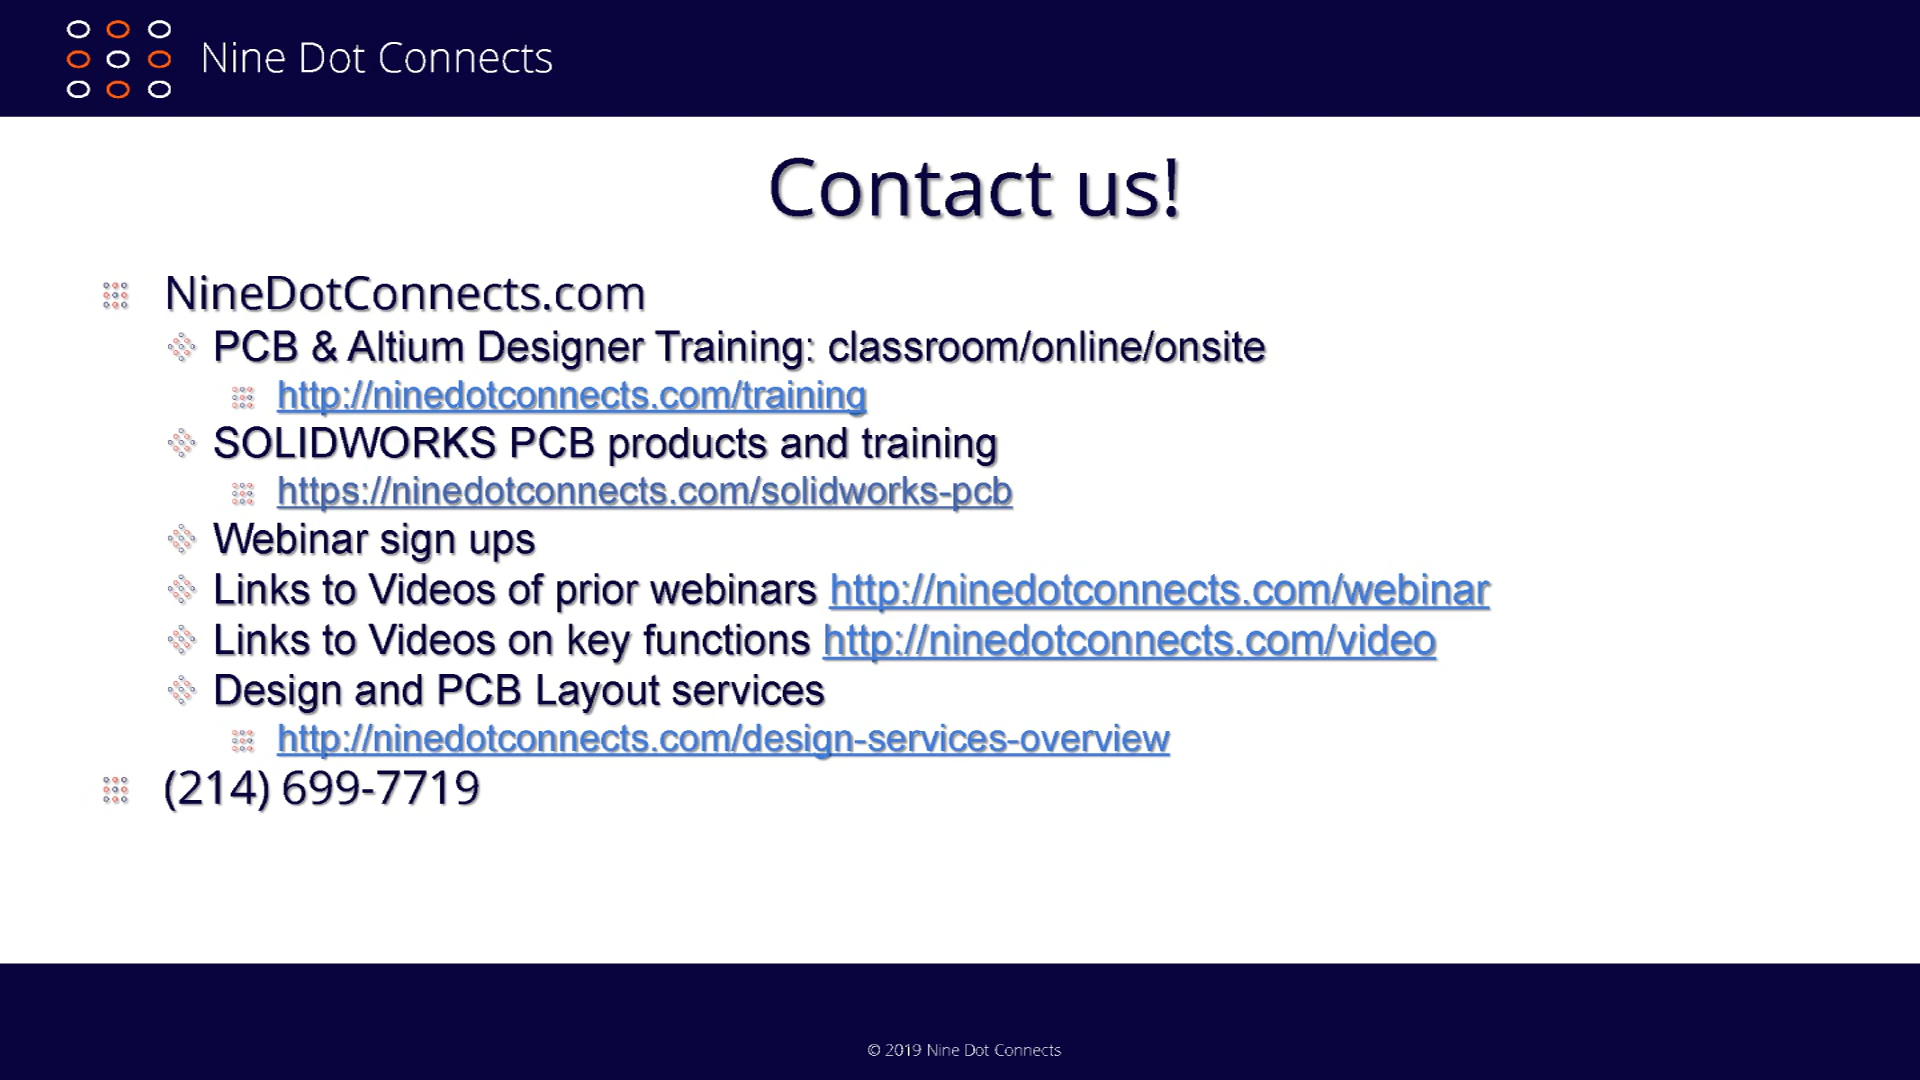 Nine Dot Connects
Contact us!
NineDotConnects.com
PCB & Altium Designer Training: classroom/online/onsite
http://ninedotconnects.com/training
SOLIDWORKS PCB products and training
https://ninedotconnects.com/solidworks-pcb
Webinar sign ups
Links to Videos of prior webinars http://ninedotconnects.com/webinar
Links to Videos on key functions http://ninedotconnects.com/video
Design and PCB Layout services
http://ninedotconnects.com/design-services-overview
(214) 699-7719
© 2019 Nine Dot Connects